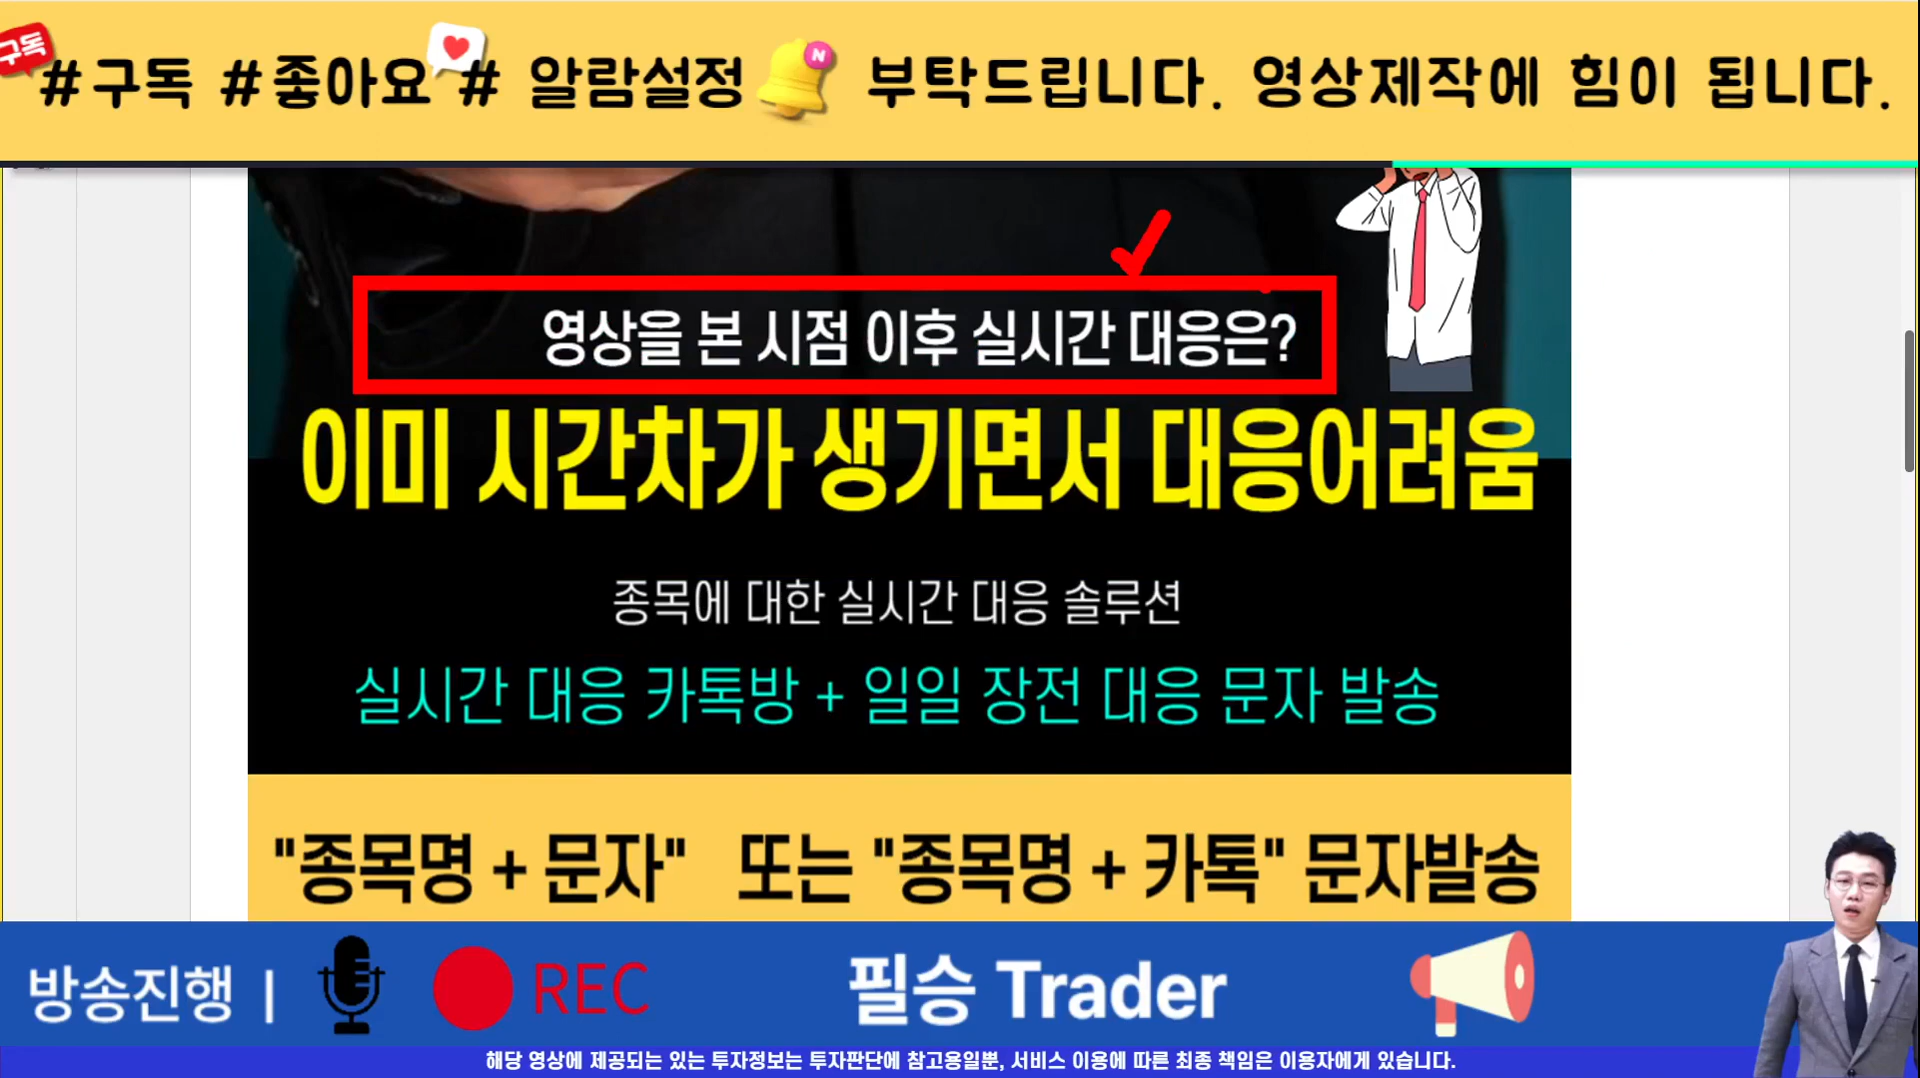 구독
#구독 #좋아요 # 알람설정 N 부탁드립니다. 영상제작에 힘이 됩니다.
영상을 본 시점 이후 실시간 대응은?
이미 시간차가 생기면서 대응어려움
종목에 대한 실시간 대응 솔루션
실시간 대응 카톡방 + 일일 장전 대응 문자 발송
"종목명 + 문자" 또는 "종목명 + 카톡" 문자발송
방송진행 | REC 필승 Trader
해당 영상에 제공되는 있는 투자정보는 투자판단에 참고용일뿐, 서비스 이용에 따른 최종 책임은 이용자에게 있습니다.